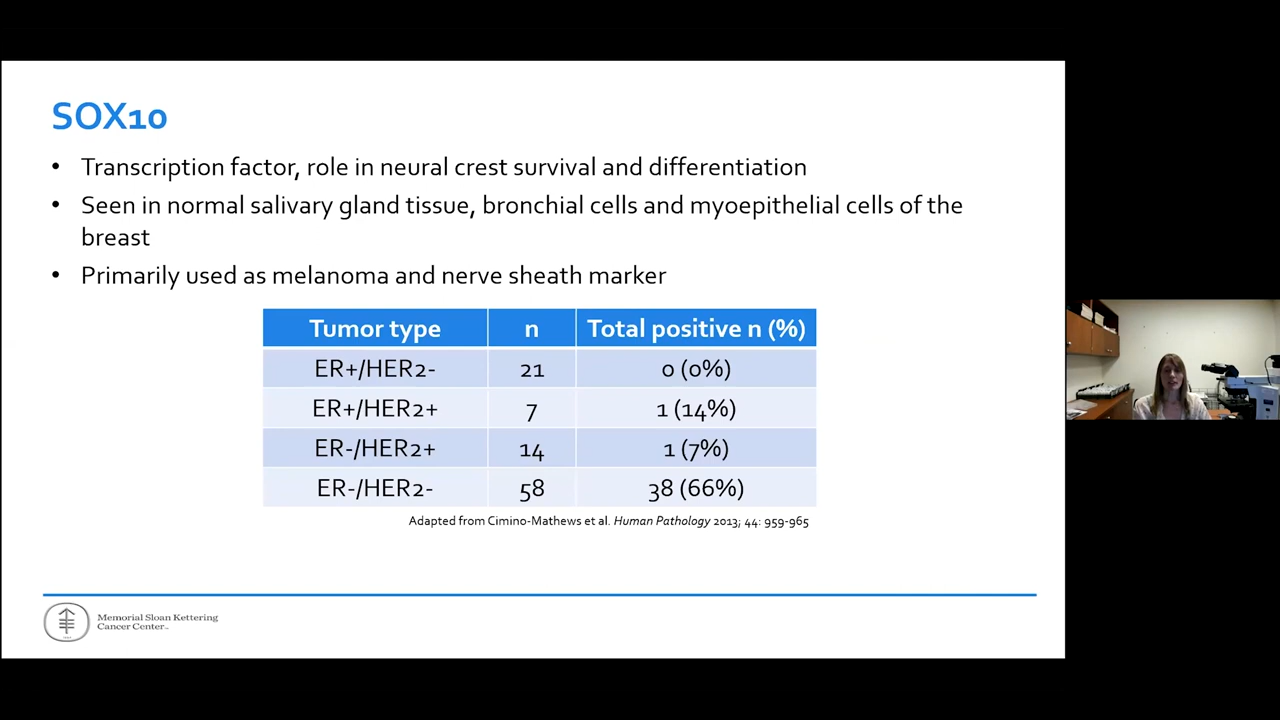 SOX10
• Transcription factor, role in neural crest survival and differentiation
• Seen in normal salivary gland tissue, bronchial cells and myoepithelial cells of the
breast
• Primarily used as melanoma and nerve sheath marker
Tumor type n Total positive n (%)
ER+/HER2- 21 0 (0%)
ER+/HER2+ 7 1 (14%)
ER-/HER2+ 14 1 (7%)
ER-/HER2- 58 38 (66%)
Adapted from Cimino-Mathews et al. Human Pathology 2013; 44: 959-965
Memorial Sloan Kettering
Cancer Center